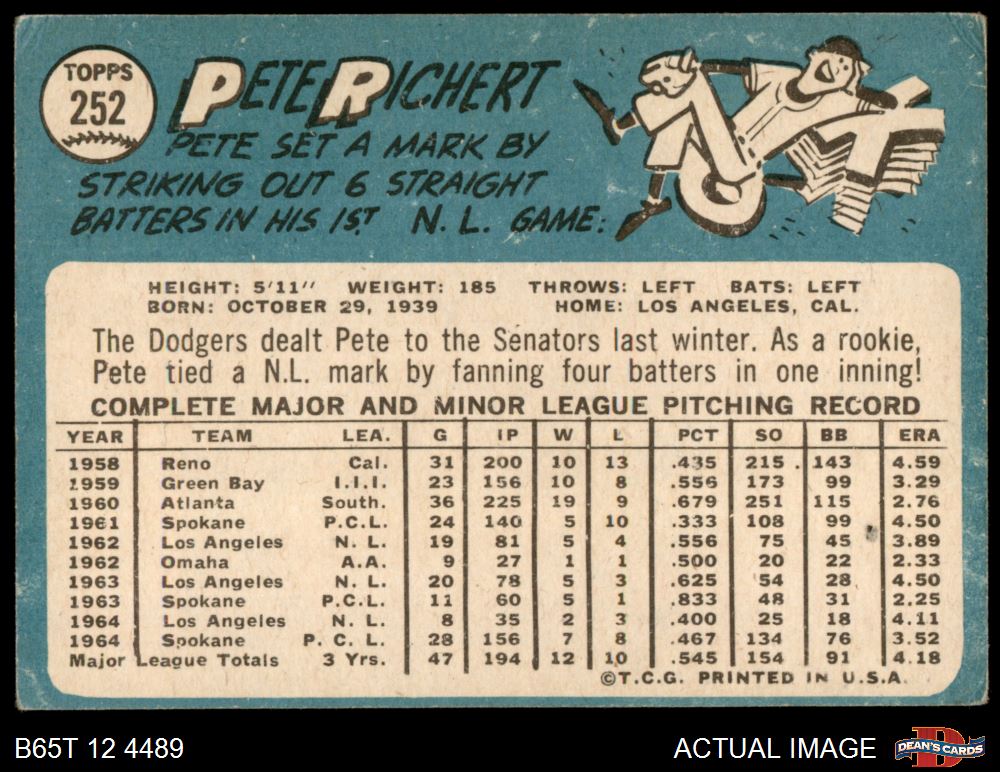 TOPPS
252
PETE RICHERT
PETE SET A MARK BY
STRIKING OUT 6 STRAIGHT
BATTERS IN HIS 1ST N. L. GAME:
HEIGHT: 5'11" WEIGHT: 185 THROWS: LEFT BATS: LEFT
BORN: OCTOBER 29, 1939 HOME: LOS ANGELES, CAL.
The Dodgers dealt Pete to the Senators last winter. As a rookie,
Pete tied a N.L. mark by fanning four batters in one inning!
COMPLETE MAJOR AND MINOR LEAGUE PITCHING RECORD
YEAR TEAM LEA. G IP W L PCT SO BB ERA
1958 Reno Cal. 31 200 10 13 .435 215 143 4.59
1959 Green Bay I.I.I. 23 156 10 8 .556 173 99 3.29
1960 Atlanta South. 36 225 19 9 .679 251 115 2.76
1961 Spokane P.C.L. 24 140 5 10 .333 108 99 4.50
1962 Los Angeles N. L. 19 81 5 4 .556 75 45 3.89
1962 Omaha A.A. 9 27 1 1 .500 20 22 2.33
1963 Los Angeles N. L. 20 78 5 3 .625 54 28 4.50
1963 Spokane P.C.L. 11 60 5 1 .833 48 31 2.25
1964 Los Angeles N. L. 8 35 2 3 .400 25 18 4.11
1964 Spokane P. C. L. 28 156 7 8 .467 134 76 3.52
Major League Totals 3 Yrs. 47 194 12 10 .545 154 91 4.18
©T.C.G. PRINTED IN U.S.A.
B65T 12 4489
ACTUAL IMAGE
D
DEAN'S CARDS